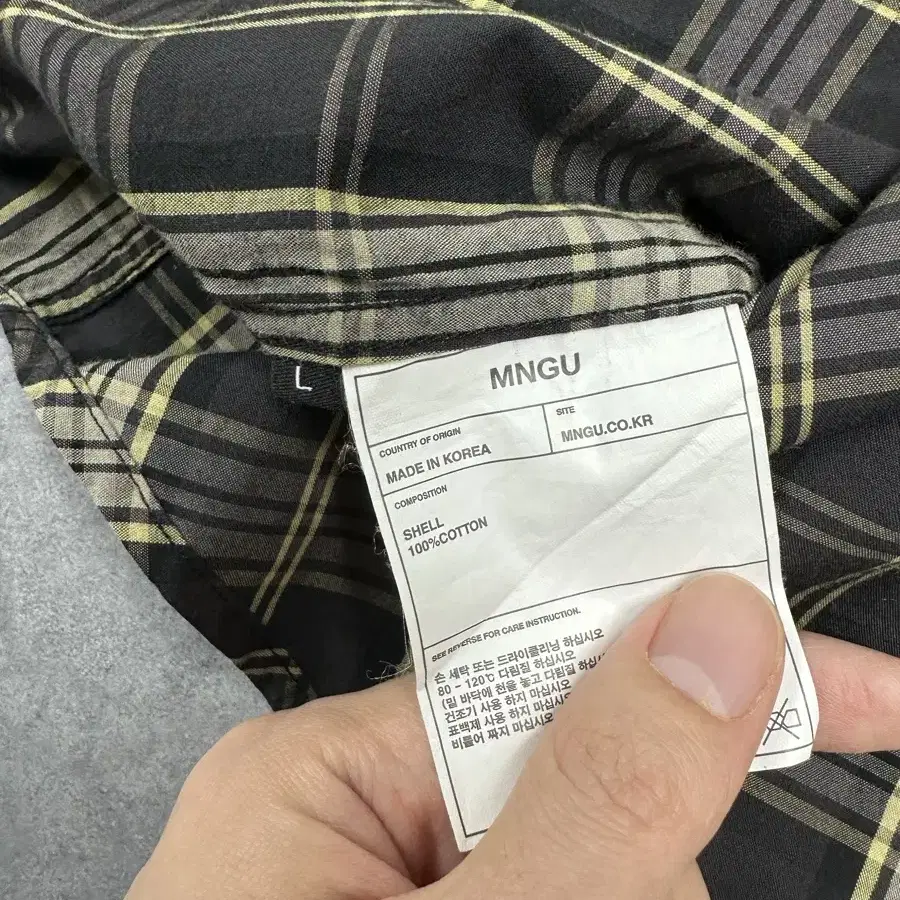 L
MNGU
COUNTRY OF ORIGIN
MADE IN KOREA
SITE
MNGU.CO.KR
COMPOSITION
SHELL
100%COTTON
SEE REVERSE FOR CARE INSTRUCTION.
손 세탁 또는 드라이클리닝 하십시오
80 - 120℃ 다림질 하십시오
(밑 바닥에 천을 놓고 다림질 하십시
건조기 사용 하지 마십시오
표백제 사용 하지 마십시오
비틀어 짜지 마십시오